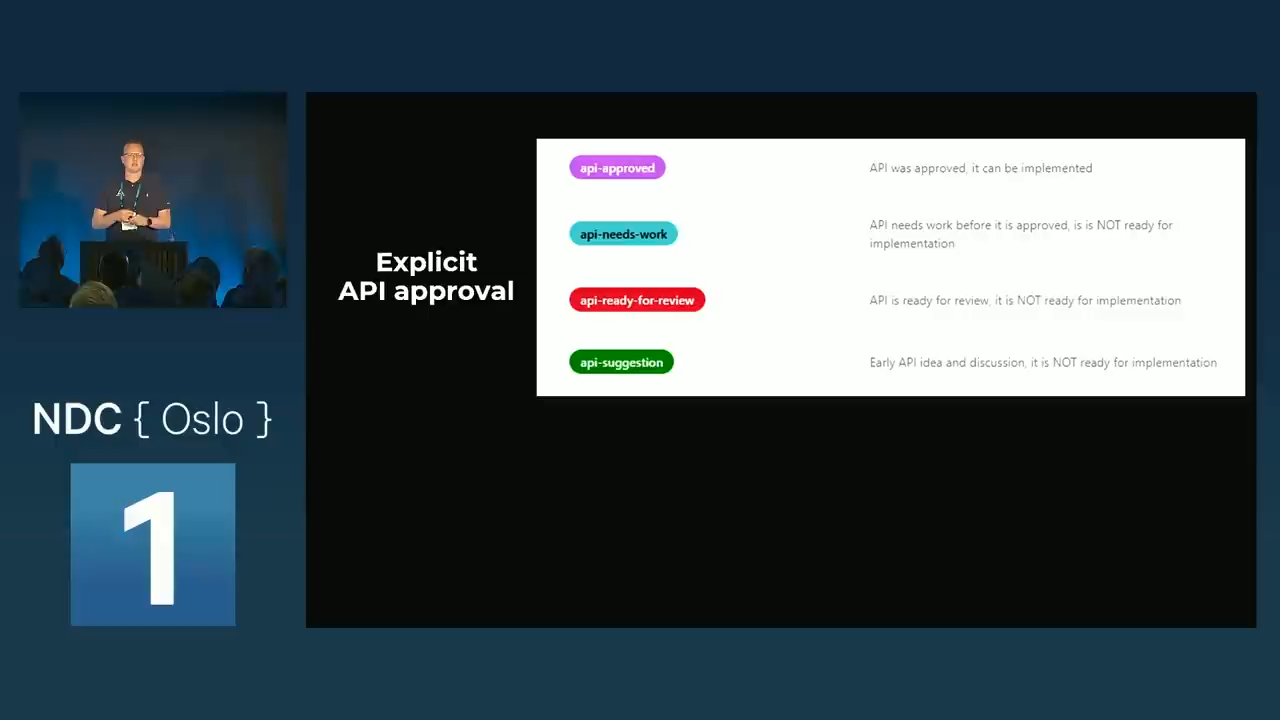 Explicit
API approval
api-approved
API was approved, it can be implemented
api-needs-work
API needs work before it is approved, is is NOT ready for
implementation
api-ready-for-review
API is ready for review, it is NOT ready for implementation
api-suggestion
Early API idea and discussion, it is NOT ready for implementation
NDC { Oslo }
1